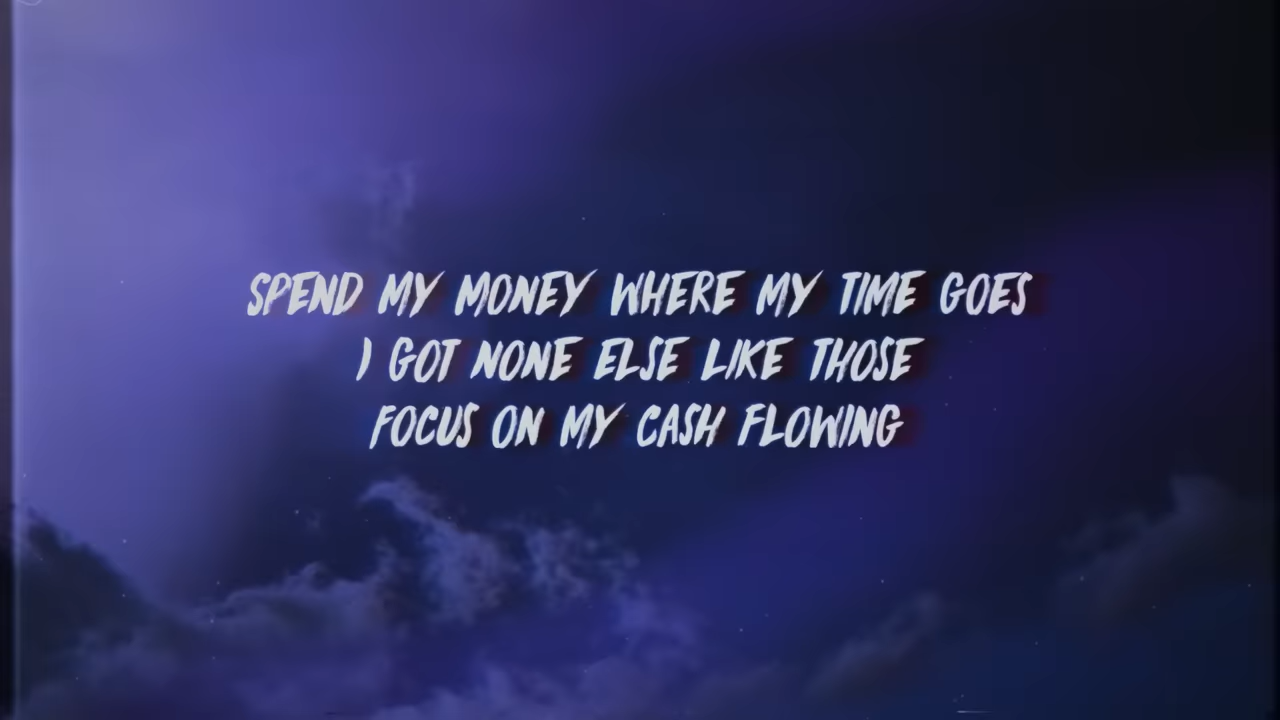 SPEND MY MONEY WHERE MY TIME GOES
I GOT NONE ELSE LIKE THOSE
FOCUS ON MY CASH FLOWING